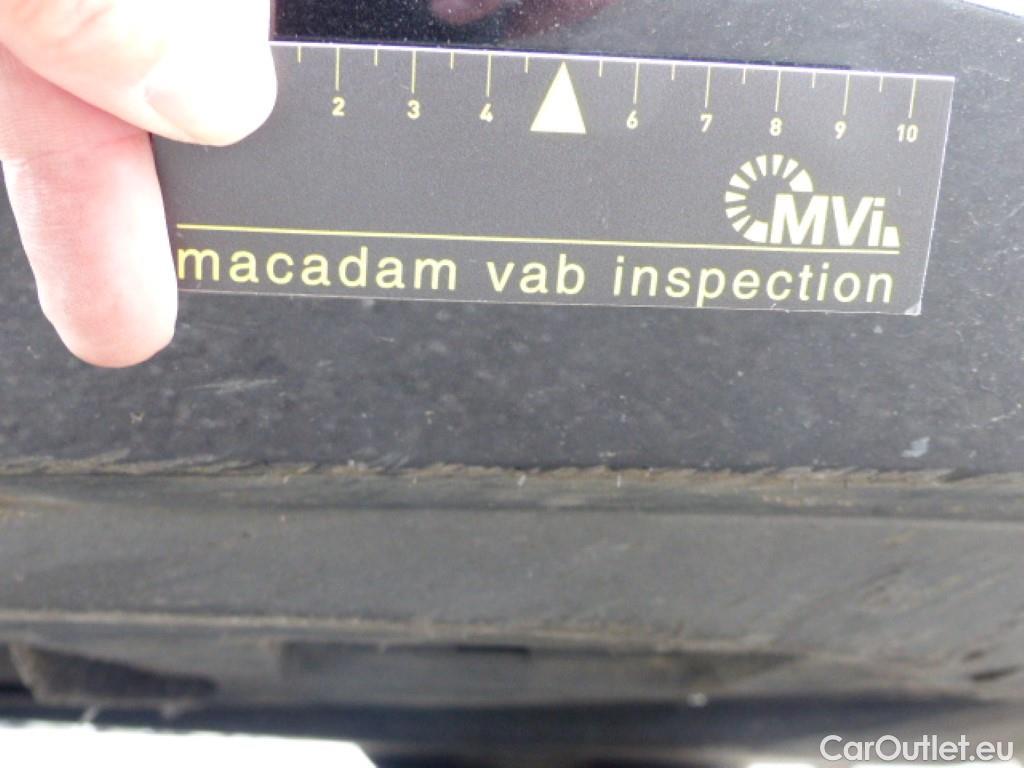 2 3 4 6 7 8 9 10
MVi
macadam vab inspection
CarOutlet.eu